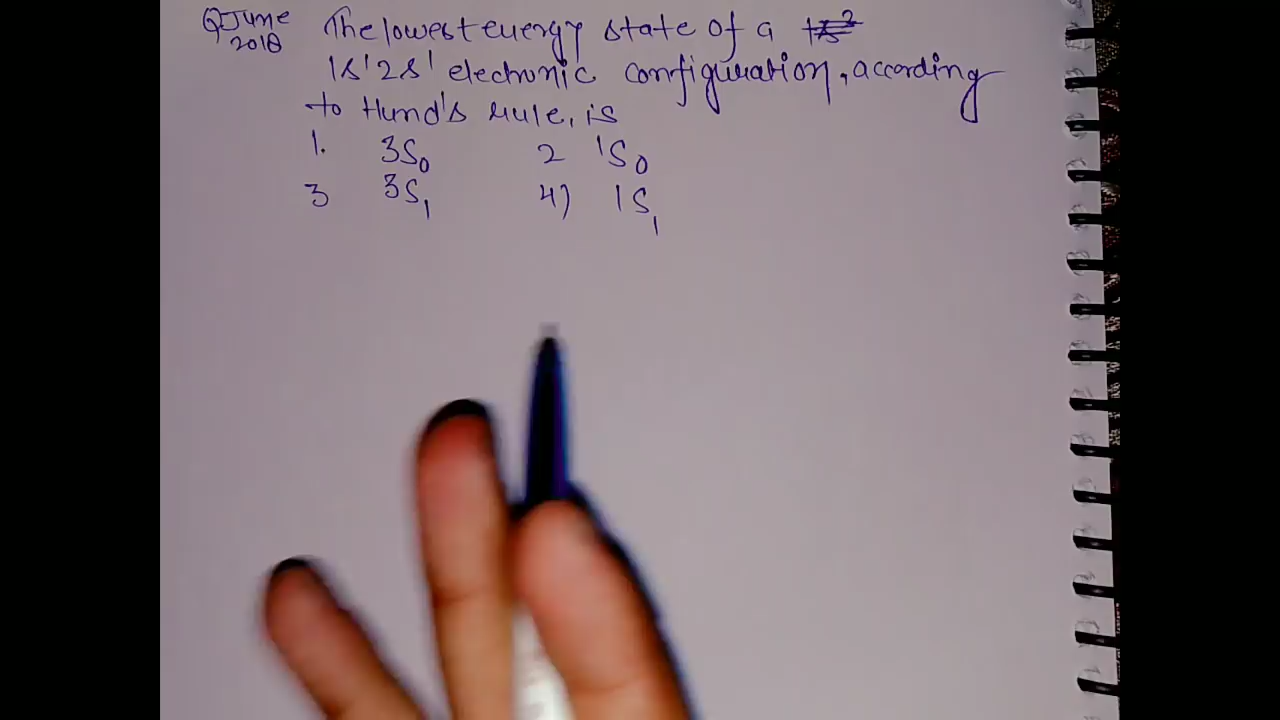 Q June The lowest energy state of a
2018
1s¹2s¹ electronic configuration, according
to Hund's rule, is
1. 3S₀ 2 ¹S₀
3 ³S₁ 4) 1S₁